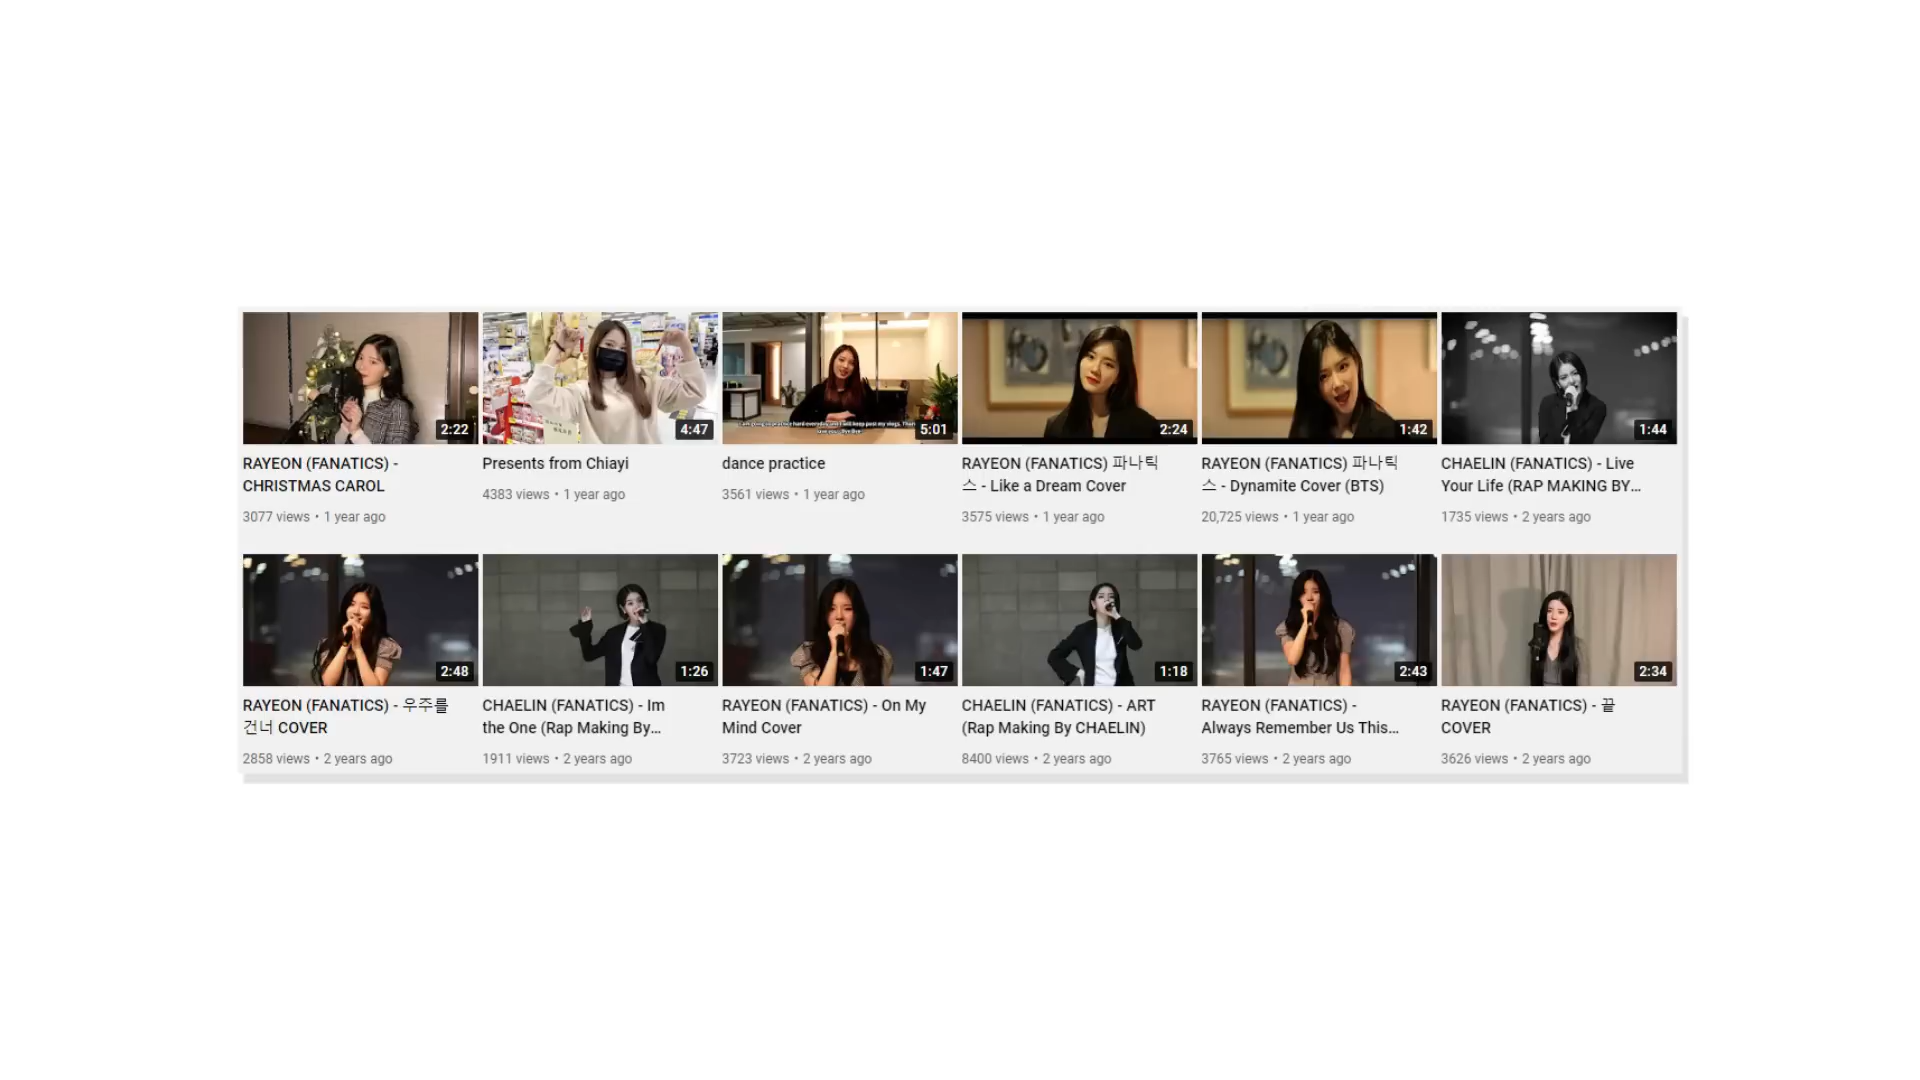 2:22
4:47
5:01
2:24
1:42
1:44
RAYEON (FANATICS) -
CHRISTMAS CAROL
3077 views • 1 year ago
Presents from Chiayi
4383 views • 1 year ago
dance practice
3561 views • 1 year ago
RAYEON (FANATICS) 파나틱
스 - Like a Dream Cover
3575 views • 1 year ago
RAYEON (FANATICS) 파나틱
스 - Dynamite Cover (BTS)
20,725 views • 1 year ago
CHAELIN (FANATICS) - Live
Your Life (RAP MAKING BY...
1735 views • 2 years ago
2:48
1:26
1:47
1:18
2:43
2:34
RAYEON (FANATICS) - 우주를
건너 COVER
2858 views • 2 years ago
CHAELIN (FANATICS) - Im
the One (Rap Making By...
1911 views • 2 years ago
RAYEON (FANATICS) - On My
Mind Cover
3723 views • 2 years ago
CHAELIN (FANATICS) - ART
(Rap Making By CHAELIN)
8400 views • 2 years ago
RAYEON (FANATICS) -
Always Remember Us This...
3765 views • 2 years ago
RAYEON (FANATICS) - 끝
COVER
3626 views • 2 years ago